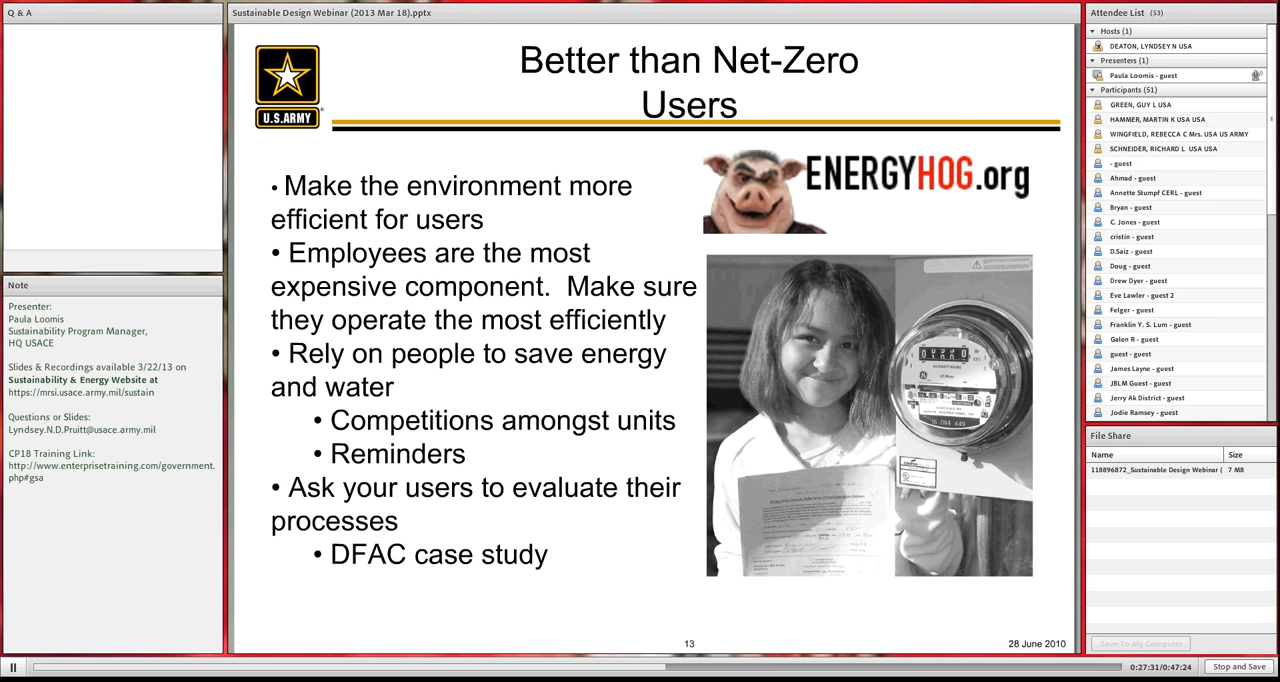 Q & A
Note
Presenter:
Paula Loomis
Sustainability Program Manager,
HQ USACE
Slides & Recordings available 3/22/13 on
Sustainability & Energy Website at
https://mrsi.usace.army.mil/sustain
Questions or Slides:
Lyndsey.N.D.Pruitt@usace.army.mil
CP18 Training Link:
http://www.enterprisetraining.com/government.
php#gsa
Sustainable Design Webinar (2013 Mar 18).pptx
U.S.ARMY
Better than Net-Zero
Users
• Make the environment more
efficient for users
• Employees are the most
expensive component. Make sure
they operate the most efficiently
• Rely on people to save energy
and water
• Competitions amongst units
• Reminders
• Ask your users to evaluate their
processes
• DFAC case study
ENERGYHOG.org
16 094 449
13
28 June 2010
Attendee List (53)
Hosts (1)
DEATON, LYNDSEY N USA
Presenters (1)
Paula Loomis - guest
Participants (51)
GREEN, GUY L USA
HAMMER, MARTIN K USA USA
WINGFIELD, REBECCA C Mrs. USA US ARMY
SCHNEIDER, RICHARD L USA USA
- guest
Ahmad - guest
Annette Stumpf CERL - guest
Bryan - guest
C. Jones - guest
cristin - guest
D.Saiz - guest
Doug - guest
Drew Dyer - guest
Eve Lawler - guest 2
Felger - guest
Franklin Y. S. Lum - guest
Galen R - guest
guest - guest
James Layne - guest
JBLM Guest - guest
Jerry Ak District - guest
Jodie Ramsey - guest
File Share
Name Size
118896872_Sustainable Design Webinar ( 7 MB
Save To My Computer
0:27:31/0:47:24
Stop and Save